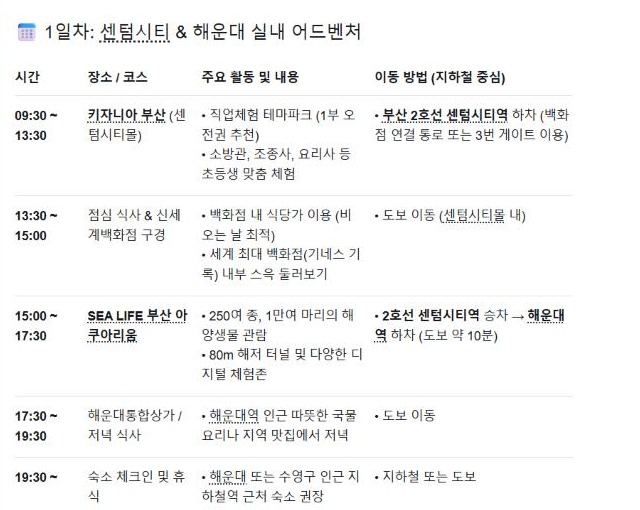 1일차: 센텀시티 & 해운대 실내 어드벤처
시간 장소 / 코스 주요 활동 및 내용 이동 방법 (지하철 중심)
09:30 ~ 키자니아 부산 (센 • 직업체험 테마파크 (1부 오 • 부산 2호선 센텀시티역 하차 (백화
13:30 텀시티몰) 전권 추천) 점 연결 통로 또는 3번 게이트 이용)
• 소방관, 조종사, 요리사 등
초등생 맞춤 체험
13:30 ~ 점심 식사 & 신세 • 백화점 내 식당가 이용 (비 • 도보 이동 (센텀시티몰 내)
15:00 계백화점 구경 오는 날 최적)
• 세계 최대 백화점(기네스 기
록) 내부 스윽 둘러보기
15:00 ~ SEA LIFE 부산 아 • 250여 종, 1만여 마리의 해 • 2호선 센텀시티역 승차 → 해운대
17:30 쿠아리움 양생물 관람 역 하차 (도보 약 10분)
• 80m 해저 터널 및 다양한 디
지털 체험존
17:30 ~ 해운대통합상가 / • 해운대역 인근 따뜻한 국물 • 도보 이동
19:30 저녁 식사 요리나 지역 맛집에서 저녁
19:30 ~ 숙소 체크인 및 휴 • 해운대 또는 수영구 인근 지 • 지하철 또는 도보
식 하철역 근처 숙소 권장